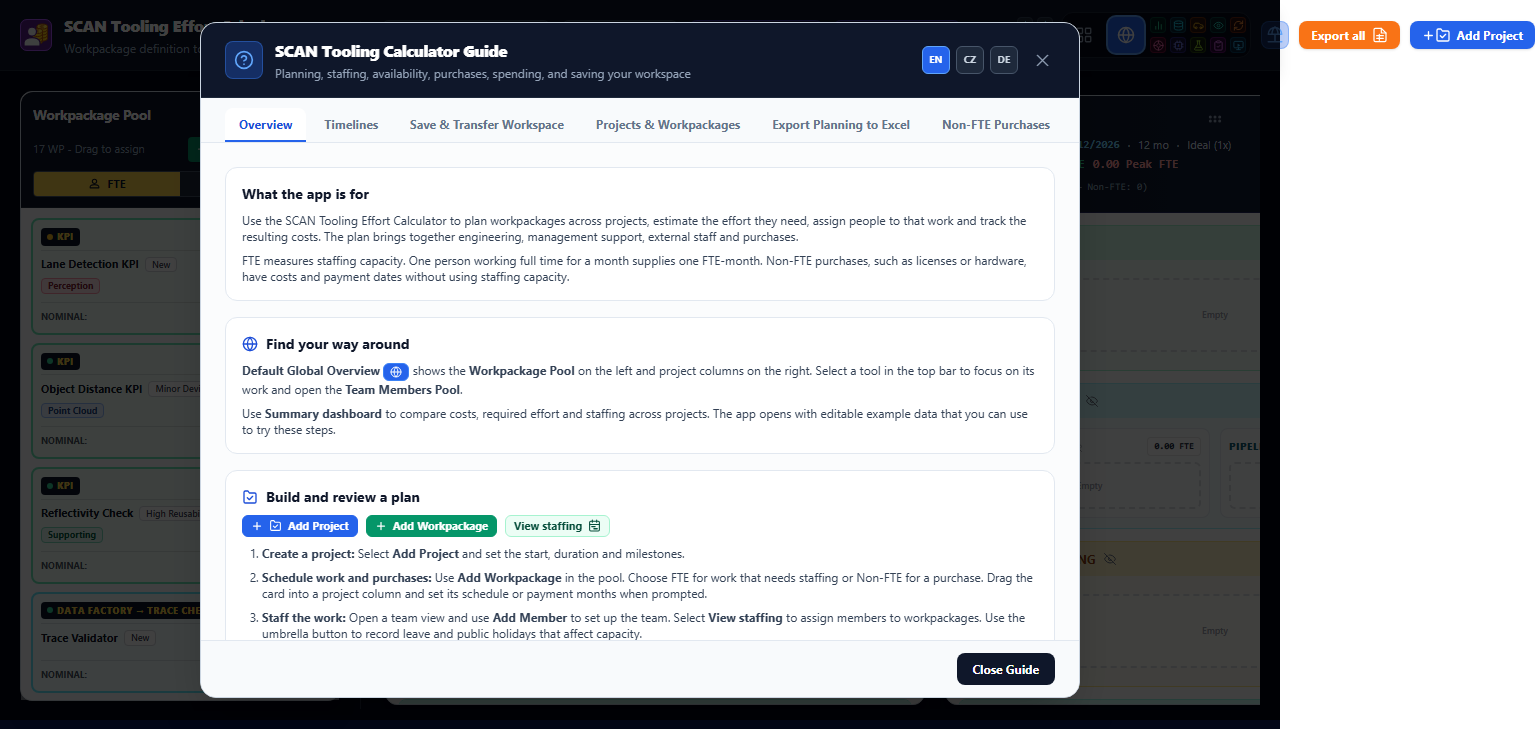 SCAN Tooling Effo
Workpackage definition t
Export all
+ Add Project
SCAN Tooling Calculator Guide
Planning, staffing, availability, purchases, spending, and saving your workspace
EN
CZ
DE
Overview
Timelines
Save & Transfer Workspace
Projects & Workpackages
Export Planning to Excel
Non-FTE Purchases
What the app is for
Use the SCAN Tooling Effort Calculator to plan workpackages across projects, estimate the effort they need, assign people to that work and track the
resulting costs. The plan brings together engineering, management support, external staff and purchases.
FTE measures staffing capacity. One person working full time for a month supplies one FTE-month. Non-FTE purchases, such as licenses or hardware,
have costs and payment dates without using staffing capacity.
Find your way around
Default Global Overview shows the Workpackage Pool on the left and project columns on the right. Select a tool in the top bar to focus on its
work and open the Team Members Pool.
Use Summary dashboard to compare costs, required effort and staffing across projects. The app opens with editable example data that you can use
to try these steps.
Build and review a plan
+ Add Project
+ Add Workpackage
View staffing
1. Create a project: Select Add Project and set the start, duration and milestones.
2. Schedule work and purchases: Use Add Workpackage in the pool. Choose FTE for work that needs staffing or Non-FTE for a purchase. Drag the
card into a project column and set its schedule or payment months when prompted.
3. Staff the work: Open a team view and use Add Member to set up the team. Select View staffing to assign members to workpackages. Use the
umbrella button to record leave and public holidays that affect capacity.
Close Guide
Workpackage Pool
17 WP - Drag to assign
FTE
KPI
Lane Detection KPI New
Perception
NOMINAL:
KPI
Object Distance KPI Minor Dev
Point Cloud
NOMINAL:
KPI
Reflectivity Check High Reusabi
Supporting
NOMINAL:
DATA FACTORY → TRACE CHE
Trace Validator New
NOMINAL:
12/2026 · 12 mo · Ideal (1x)
E 0.00 Peak FTE
- Non-FTE: 0)
Empty
0.00 FTE
PIPEL
mpty
NG
Empty